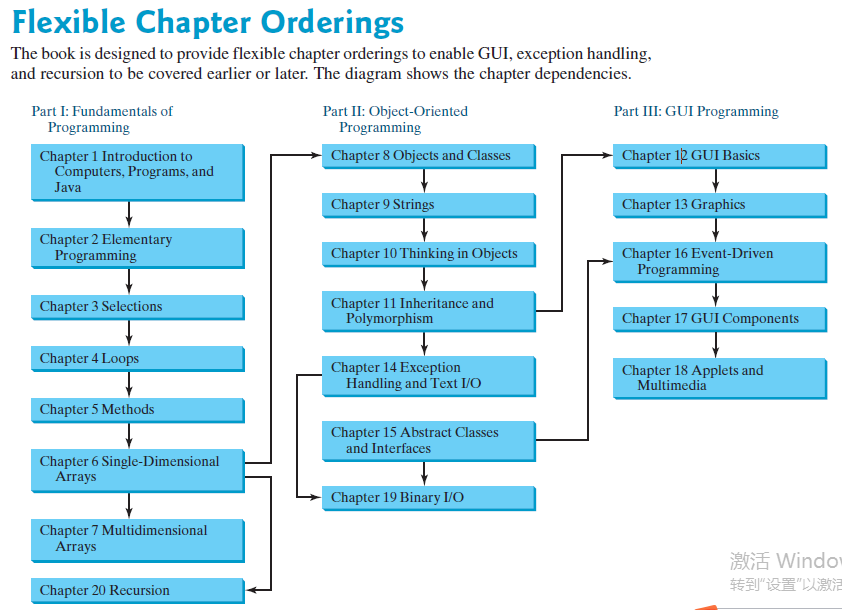 Flexible Chapter Orderings
The book is designed to provide flexible chapter orderings to enable GUI, exception handling,
and recursion to be covered earlier or later. The diagram shows the chapter dependencies.
Part I: Fundamentals of
Programming
Chapter 1 Introduction to
Computers, Programs, and
Java
Chapter 2 Elementary
Programming
Chapter 3 Selections
Chapter 4 Loops
Chapter 5 Methods
Chapter 6 Single-Dimensional
Arrays
Chapter 7 Multidimensional
Arrays
Chapter 20 Recursion
Part II: Object-Oriented
Programming
Chapter 8 Objects and Classes
Chapter 9 Strings
Chapter 10 Thinking in Objects
Chapter 11 Inheritance and
Polymorphism
Chapter 14 Exception
Handling and Text I/O
Chapter 15 Abstract Classes
and Interfaces
Chapter 19 Binary I/O
Part III: GUI Programming
Chapter 12 GUI Basics
Chapter 13 Graphics
Chapter 16 Event-Driven
Programming
Chapter 17 GUI Components
Chapter 18 Applets and
Multimedia
激活 Windo
转到“设置”以激活